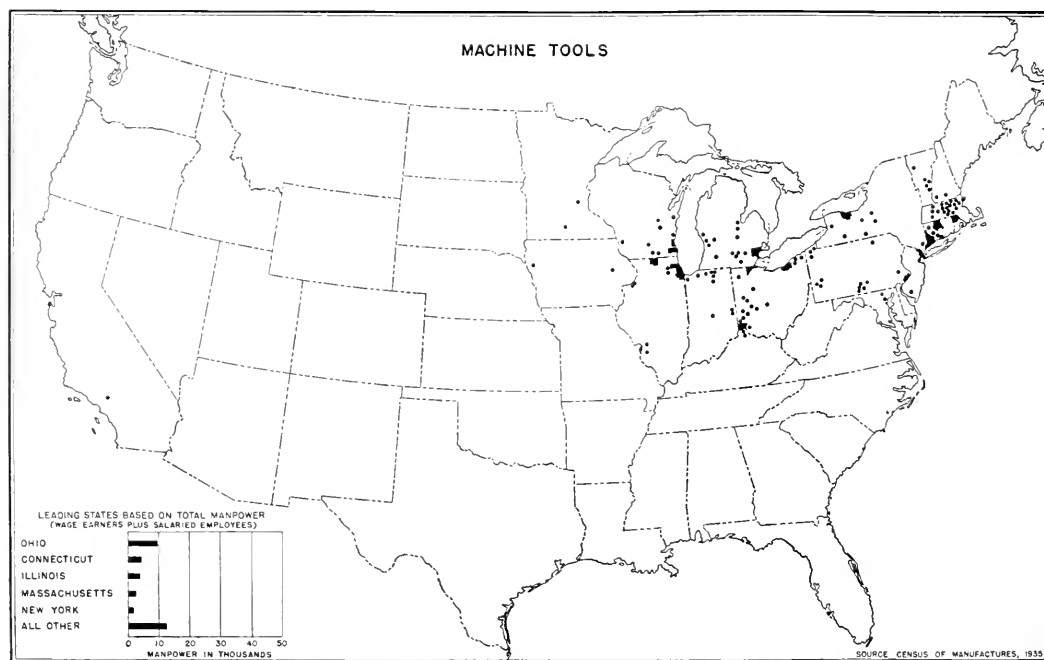 MACHINE TOOLS
LEADING STATES BASED ON TOTAL MANPOWER
(WAGE EARNERS PLUS SALARIED EMPLOYEES)
OHIO
CONNECTICUT
ILLINOIS
MASSACHUSETTS
NEW YORK
ALL OTHER
0 10 20 30 40 50
MANPOWER IN THOUSANDS
SOURCE CENSUS OF MANUFACTURES, 1935